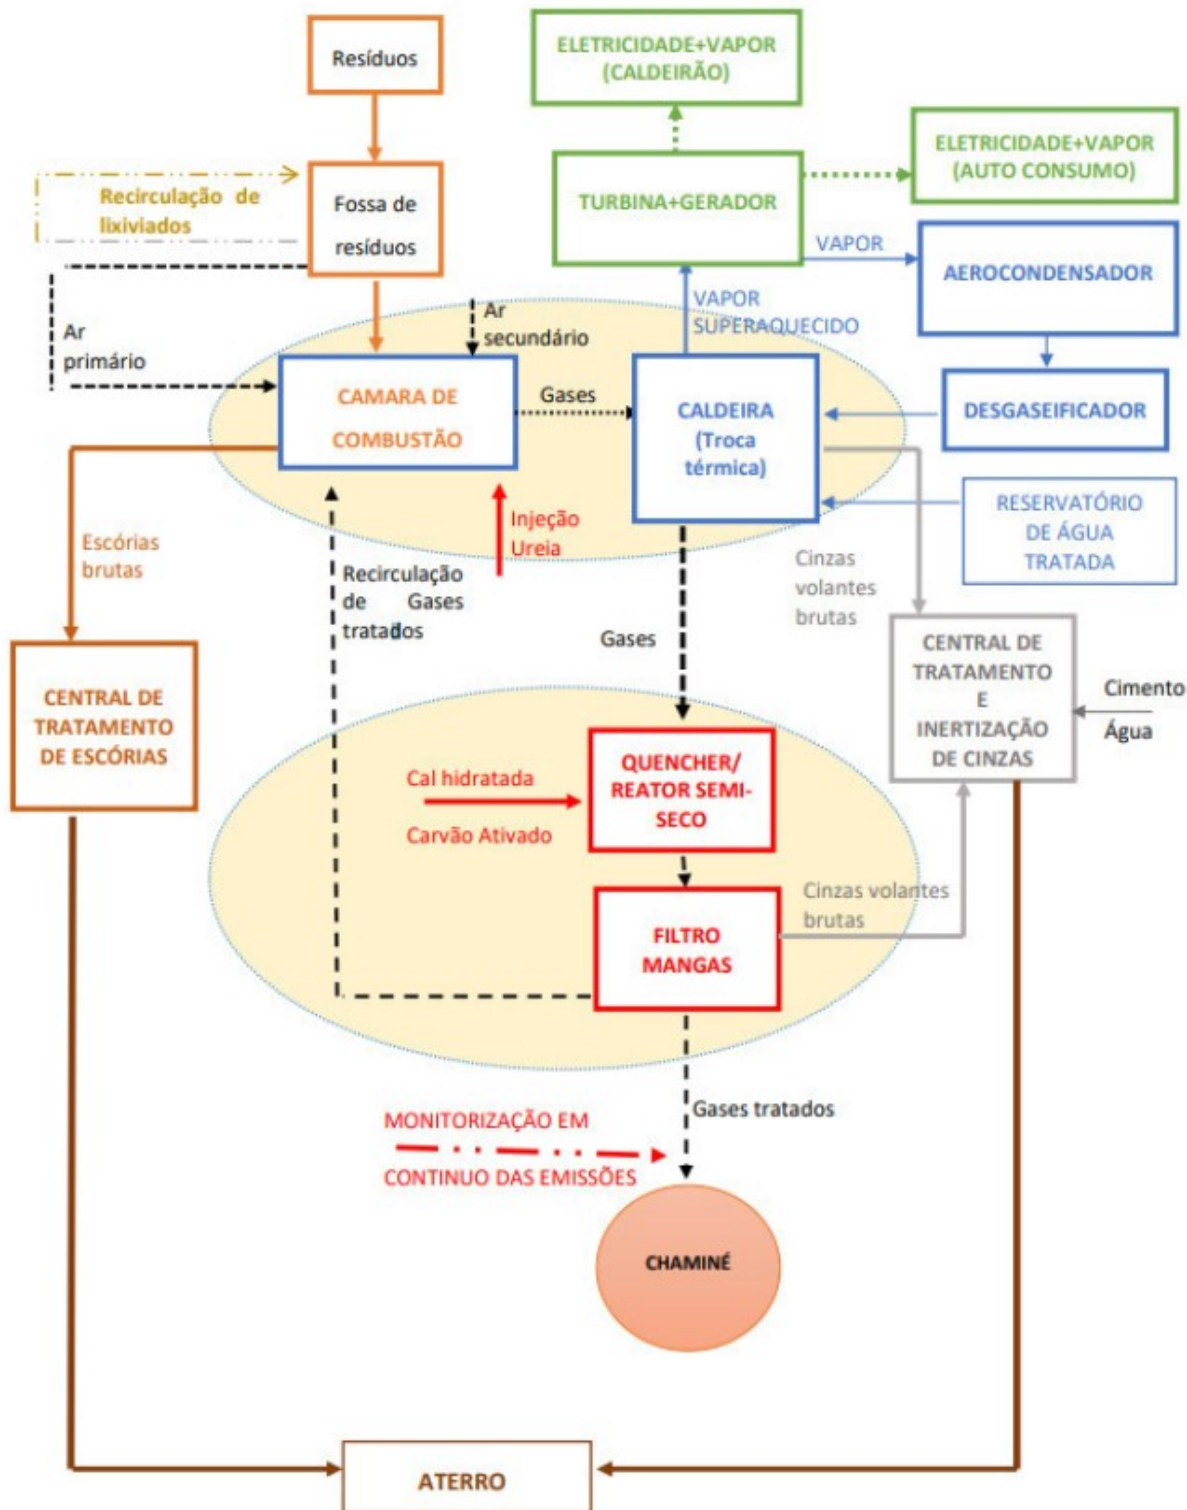 Resíduos
ELETRICIDADE+VAPOR
(CALDEIRÃO)
ELETRICIDADE+VAPOR
(AUTO CONSUMO)
Recirculação de
lixiviados
Fossa de
resíduos
TURBINA+GERADOR
VAPOR
AEROCONDENSADOR
Ar
primário
Ar
secundário
VAPOR
SUPERAQUECIDO
CAMARA DE
COMBUSTÃO
Gases
CALDEIRA
(Troca
térmica)
DESGASEIFICADOR
RESERVATÓRIO
DE ÁGUA
TRATADA
Escórias
brutas
Injeção
Ureia
Recirculação
de Gases
tratados
Cinzas
volantes
brutas
Gases
CENTRAL DE
TRATAMENTO
DE ESCÓRIAS
CENTRAL DE
TRATAMENTO
E
INERTIZAÇÃO
DE CINZAS
Cimento
Água
Cal hidratada
Carvão Ativado
QUENCHER/
REATOR SEMI-
SECO
FILTRO
MANGAS
Cinzas volantes
brutas
Gases tratados
MONITORIZAÇÃO EM
CONTINUO DAS EMISSÕES
CHAMINÉ
ATERRO